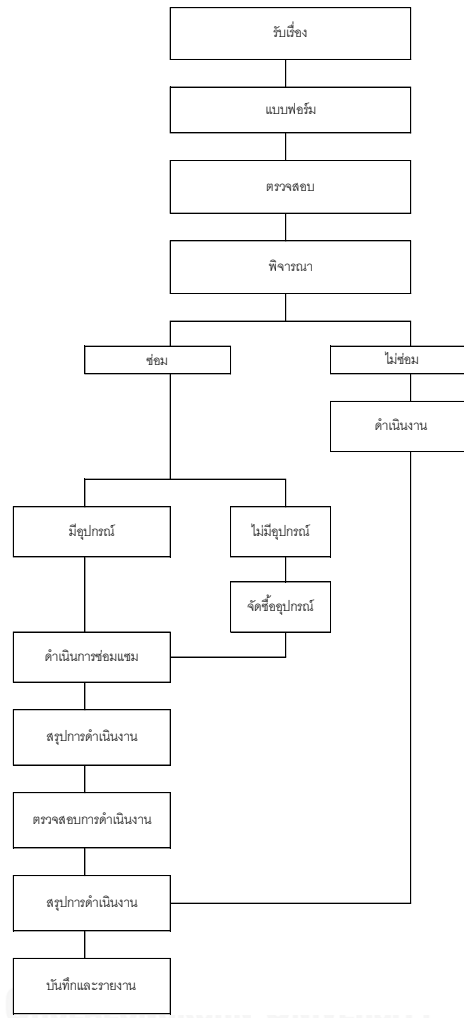 รับเรื่อง
แบบฟอร์ม
ตรวจสอบ
พิจารณา
ซ่อม
ไม่ซ่อม
ดำเนินงาน
มีอุปกรณ์
ไม่มีอุปกรณ์
จัดซื้ออุปกรณ์
ดำเนินการซ่อมแซม
สรุปการดำเนินงาน
ตรวจสอบการดำเนินงาน
สรุปการดำเนินงาน
บันทึกและรายงาน